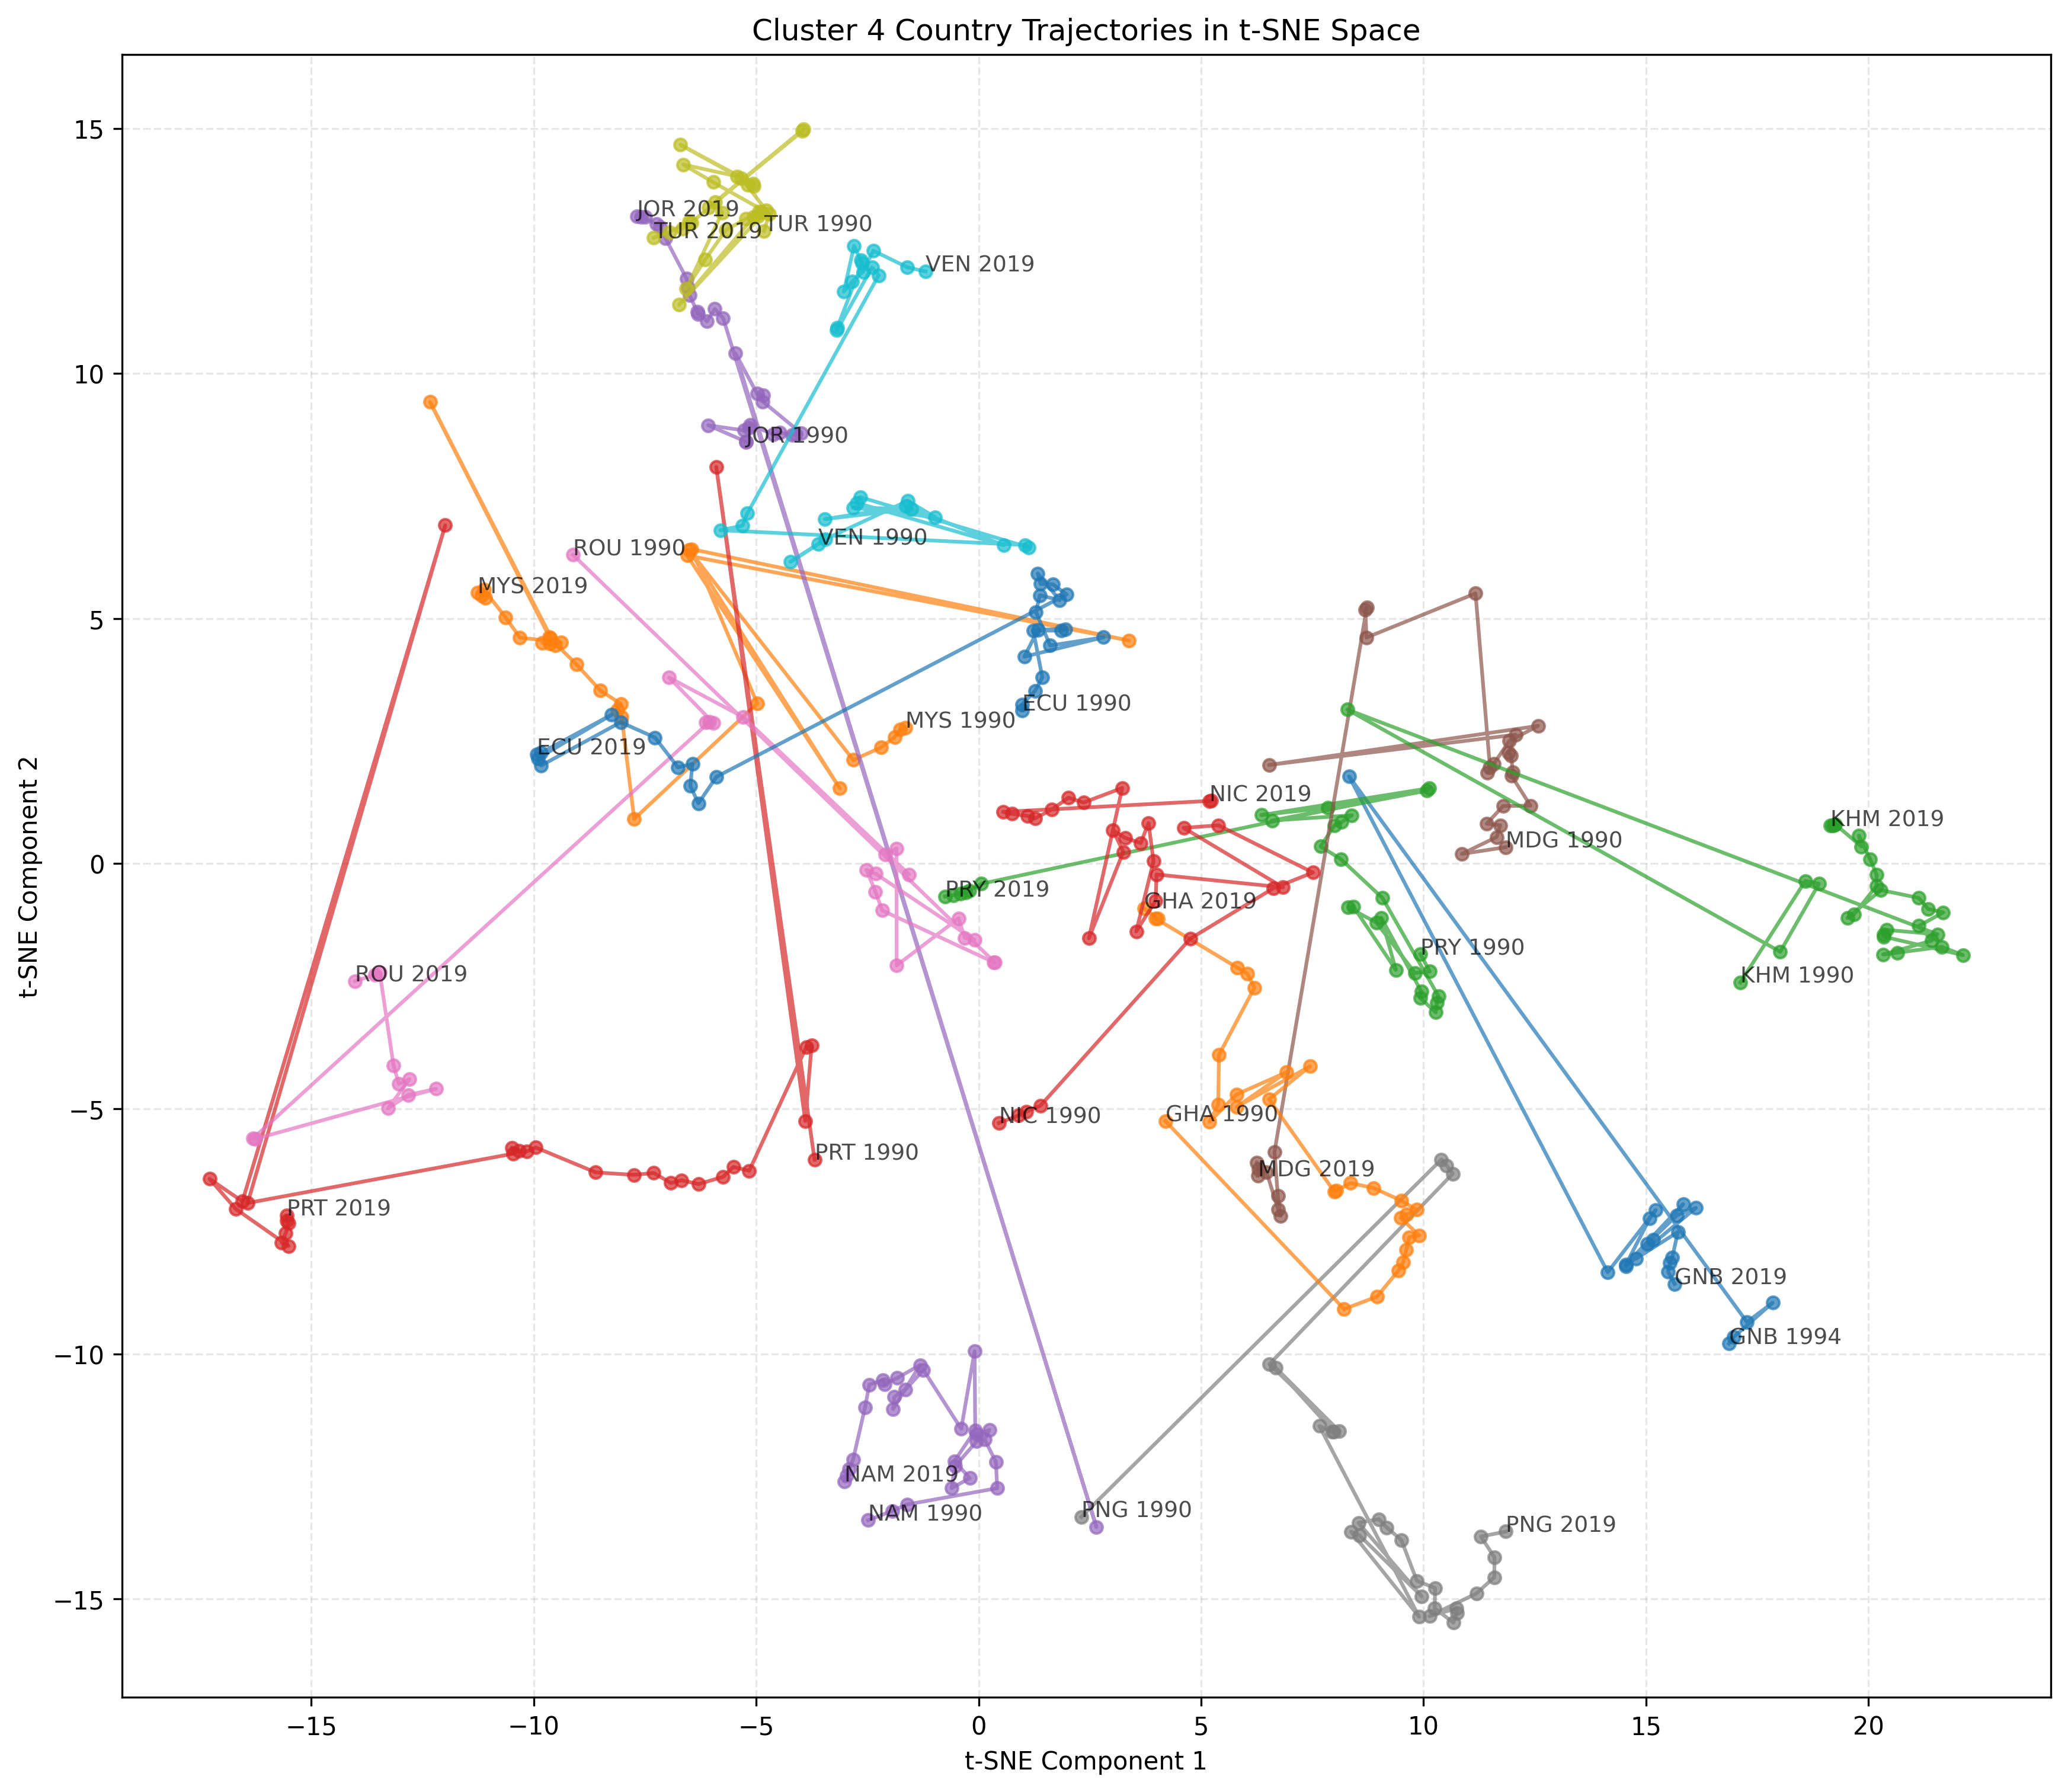 Cluster 4 Country Trajectories in t-SNE Space
15
10
5
0
−5
−10
−15
t-SNE Component 2
JOR 2019
TUR 2019
TUR 1990
VEN 2019
JOR 1990
VEN 1990
ROU 1990
MYS 2019
ECU 1990
MYS 1990
ECU 2019
NIC 2019
KHM 2019
MDG 1990
PRY 2019
GHA 2019
PRY 1990
ROU 2019
KHM 1990
NIC 1990
GHA 1990
PRT 1990
MDG 2019
PRT 2019
GNB 2019
GNB 1994
NAM 2019
NAM 1990
PNG 1990
PNG 2019
−15
−10
−5
0
5
10
15
20
t-SNE Component 1